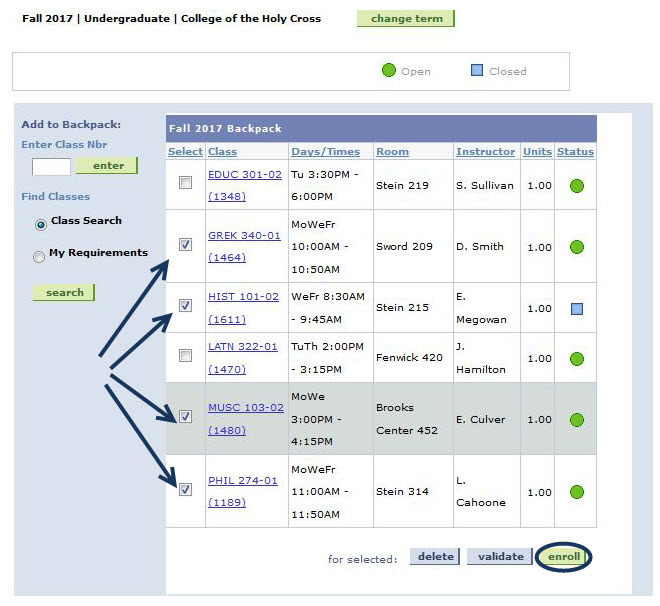 Fall 2017 | Undergraduate | College of the Holy Cross change term
Open Closed
Add to Backpack:
Enter Class Nbr
enter
Find Classes
Class Search
My Requirements
search
Fall 2017 Backpack
Select Class Days/Times Room Instructor Units Status
EDUC 301-02 (1348) Tu 3:30PM - 6:00PM Stein 219 S. Sullivan 1.00
GREK 340-01 (1464) MoWeFr 10:00AM - 10:50AM Sword 209 D. Smith 1.00
HIST 101-02 (1611) WeFr 8:30AM - 9:45AM Stein 215 E. Megowan 1.00
LATN 322-01 (1470) TuTh 2:00PM - 3:15PM Fenwick 420 J. Hamilton 1.00
MUSC 103-02 (1480) MoWe 3:00PM - 4:15PM Brooks Center 452 E. Culver 1.00
PHIL 274-01 (1189) MoWeFr 11:00AM - 11:50AM Stein 314 L. Cahoone 1.00
for selected: delete validate enroll